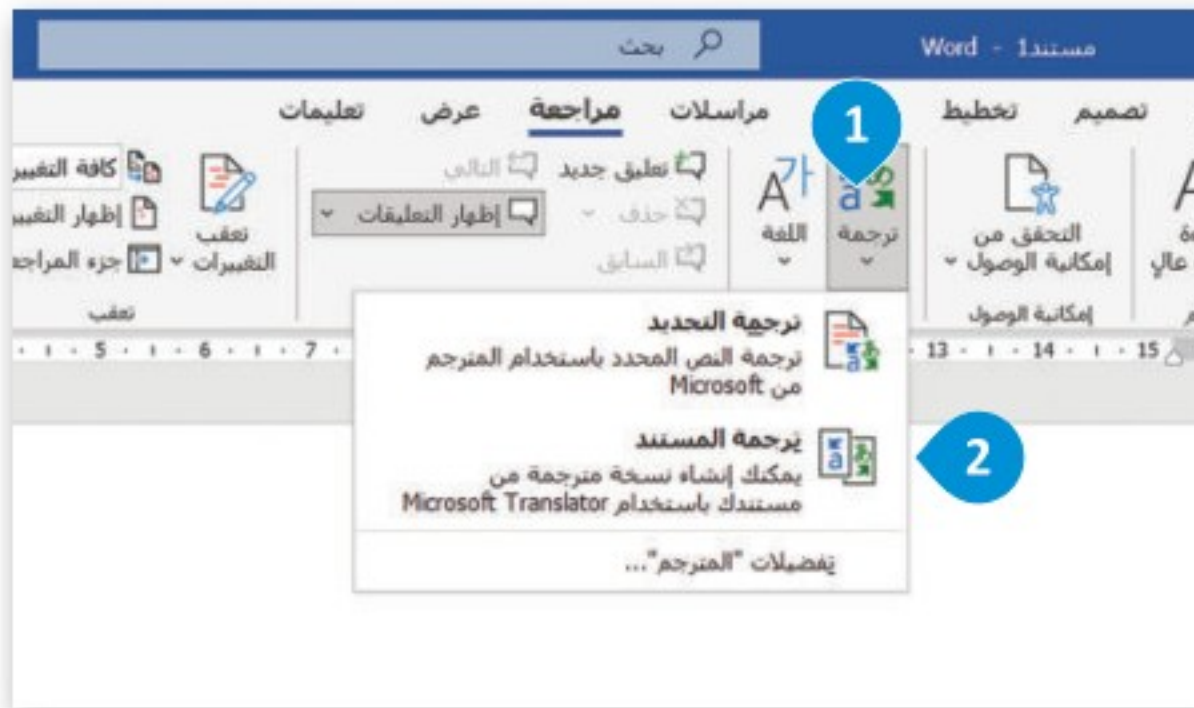 مستند1 - Word
بحث
تصميم
تخطيط
مراسلات
مراجعة
عرض
تعليمات
1
عالٍ
التحقق من
إمكانية الوصول
إمكانية الوصول
ترجمة
اللغة
تعليق جديد
حذف
السابق
التالي
إظهار التعليقات
تعقب
التغييرات
كافة التغيير
إظهار التغيير
جزء المراجع
تعقب
15 14 13
7 6 5
ترجمة التحديد
ترجمة النص المحدد باستخدام المترجم
من Microsoft
ترجمة المستند
يمكنك إنشاء نسخة مترجمة من
مستندك باستخدام Microsoft Translator
2
تفضيلات "المترجم"...